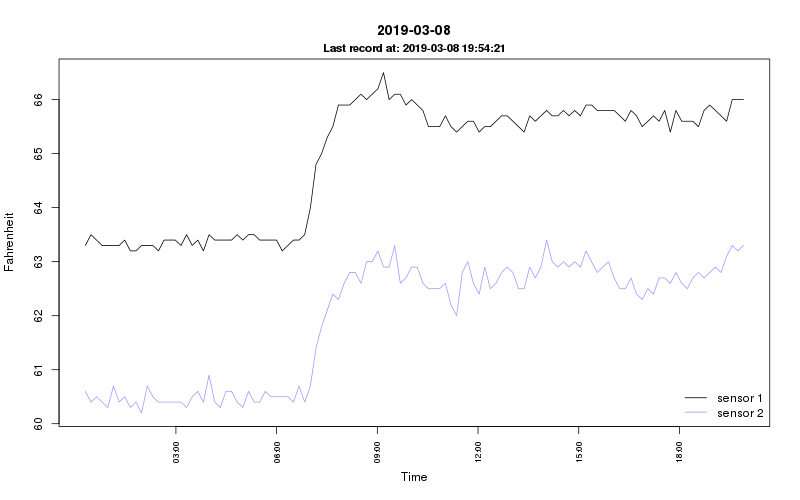 2019-03-08
Last record at: 2019-03-08 19:54:21
Fahrenheit
66
65
64
63
62
61
60
sensor 1
sensor 2
03:00 06:00 09:00 12:00 15:00 18:00
Time